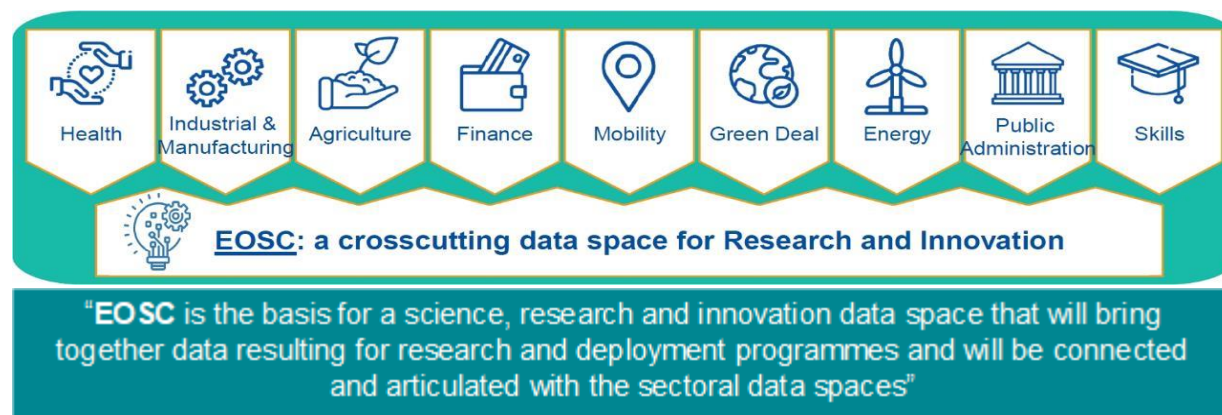 Health
Industrial &
Manufacturing
Agriculture
Finance
Mobility
Green Deal
Energy
Public
Administration
Skills
EOSC: a crosscutting data space for Research and Innovation
“EOSC is the basis for a science, research and innovation data space that will bring
together data resulting for research and deployment programmes and will be connected
and articulated with the sectoral data spaces”